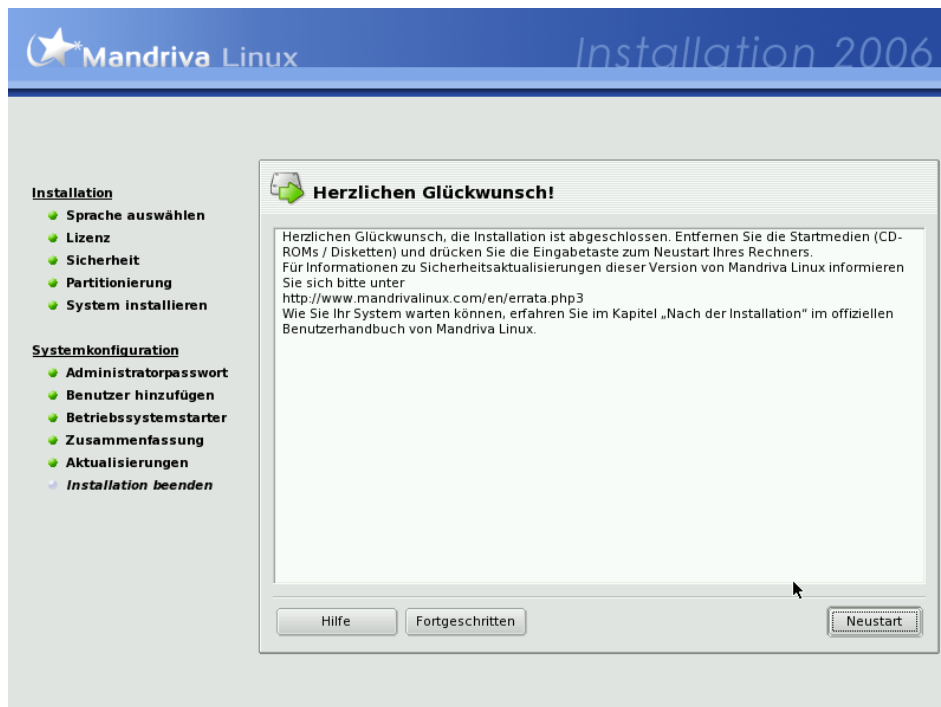 Mandriva Linux
Installation 2006
Installation
Sprache auswählen
Lizenz
Sicherheit
Partitionierung
System installieren
Systemkonfiguration
Administratorpasswort
Benutzer hinzufügen
Betriebssystemstarter
Zusammenfassung
Aktualisierungen
Installation beenden
Herzlichen Glückwunsch!
Herzlichen Glückwunsch, die Installation ist abgeschlossen. Entfernen Sie die Startmedien (CD-
ROMs / Disketten) und drücken Sie die Eingabetaste zum Neustart Ihres Rechners.
Für Informationen zu Sicherheitsaktualisierungen dieser Version von Mandriva Linux informieren
Sie sich bitte unter
http://www.mandrivalinux.com/en/errata.php3
Wie Sie Ihr System warten können, erfahren Sie im Kapitel „Nach der Installation“ im offiziellen
Benutzerhandbuch von Mandriva Linux.
Hilfe
Fortgeschritten
Neustart